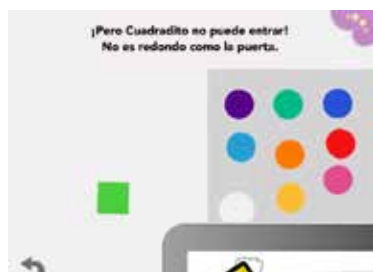 ¡Pero Cuadradito no puede entrar!
No es redondo como la puerta.